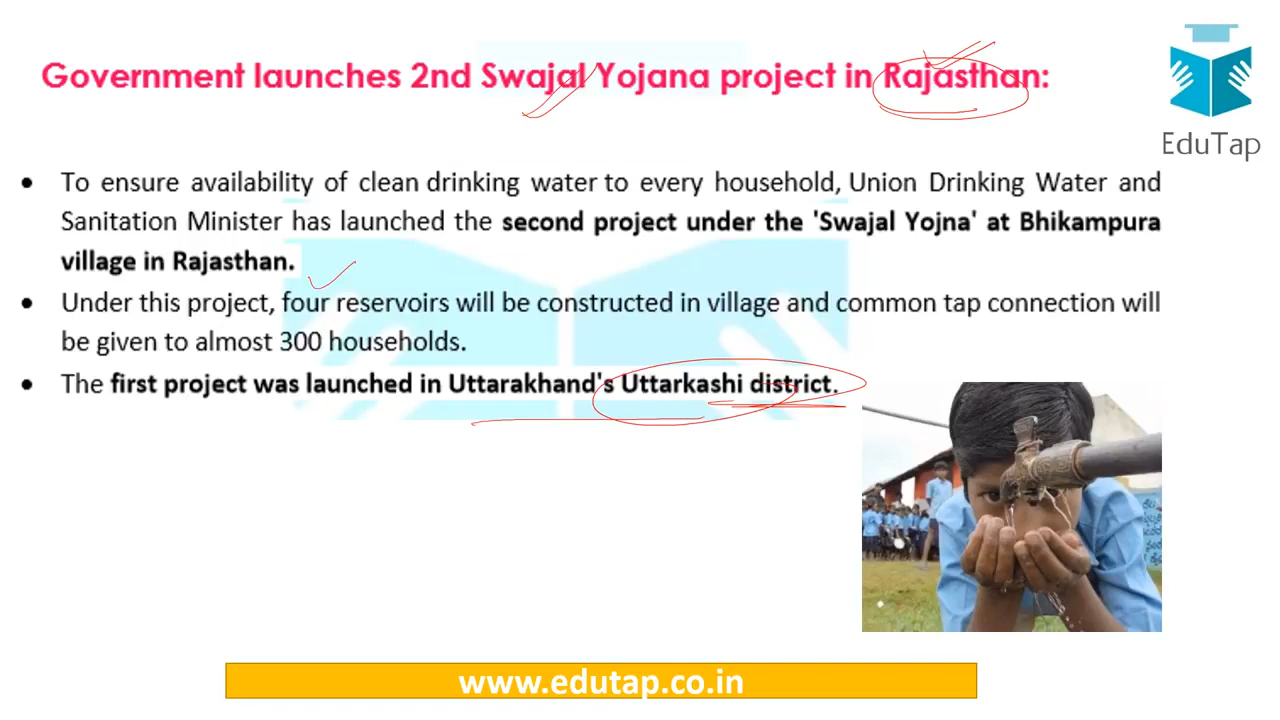 Government launches 2nd Swajal Yojana project in Rajasthan:
EduTap
• To ensure availability of clean drinking water to every household, Union Drinking Water and
Sanitation Minister has launched the second project under the 'Swajal Yojna' at Bhikampura
village in Rajasthan.
• Under this project, four reservoirs will be constructed in village and common tap connection will
be given to almost 300 households.
• The first project was launched in Uttarakhand's Uttarkashi district.
www.edutap.co.in